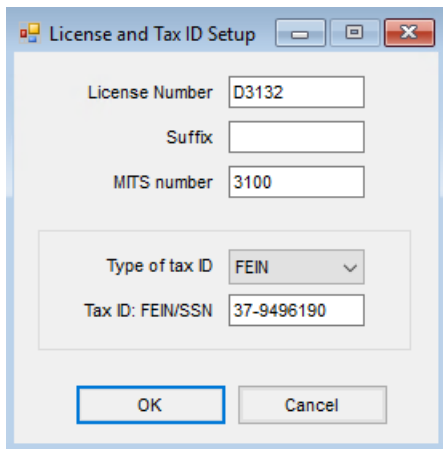 License and Tax ID Setup
License Number D3132
Suffix
MITS number 3100
Type of tax ID FEIN
Tax ID: FEIN/SSN 37-9496190
OK Cancel